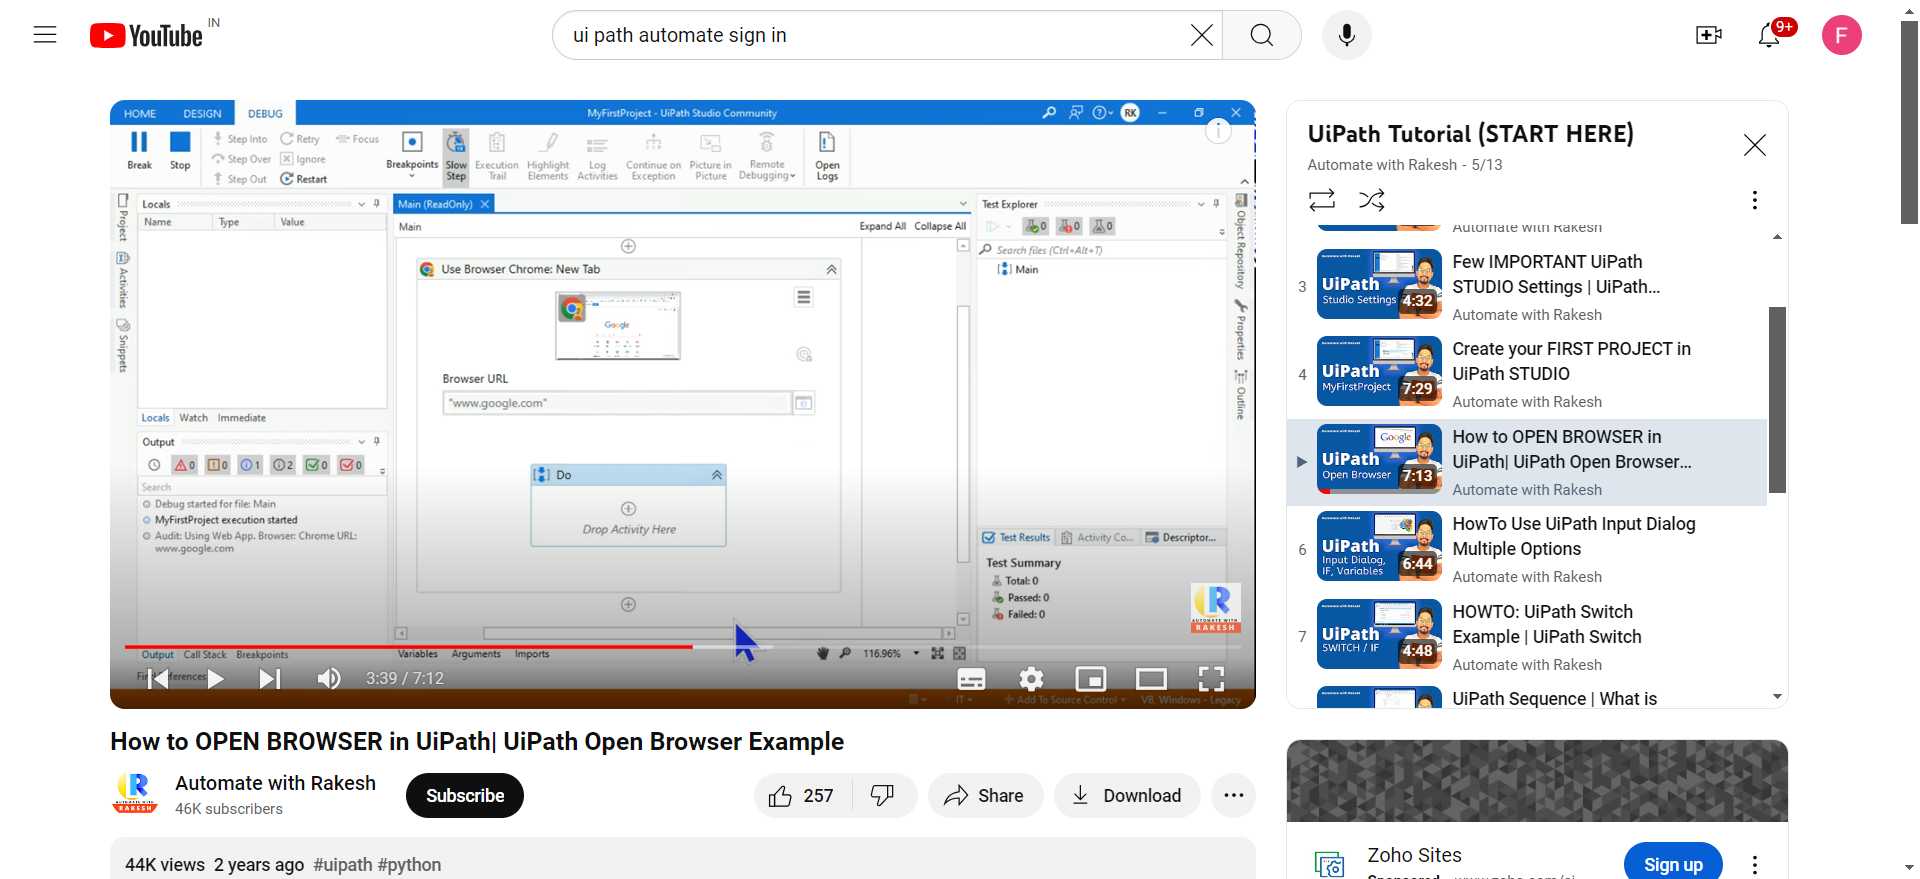 YouTube IN
ui path automate sign in
9+
F
HOME DESIGN DEBUG
MyFirstProject - UiPath Studio Community
RK
Break Stop
Step Into Retry Focus
Step Over Ignore
Step Out Restart
Breakpoints
Slow Step
Execution Trail
Highlight Elements
Log Activities
Continue on Exception
Picture in Picture
Remote Debugging
Open Logs
Project
Activities
Snippets
Locals
Name Type Value
Locals Watch Immediate
Output
0 0 1 2 0 0
Search
Debug started for file: Main
MyFirstProject execution started
Audit: Using Web App. Browser: Chrome URL:
www.google.com
Output Call Stack Breakpoints
Main (ReadOnly)
Main Expand All Collapse All
Use Browser Chrome: New Tab
Google
Browser URL
"www.google.com"
Do
Drop Activity Here
Variables Arguments Imports
116.96%
Test Explorer
0 0 0
Search files (Ctrl+Alt+T)
Main
Test Results Activity Co... Descriptor...
Test Summary
Total: 0
Passed: 0
Failed: 0
Object Repository
Properties
Outline
R
AUTOMATE WITH
RAKESH
3:39 / 7:12
Add To Source Control VB, Windows - Legacy
How to OPEN BROWSER in UiPath| UiPath Open Browser Example
Automate with Rakesh
46K subscribers
Subscribe
257
Share
Download
44K views 2 years ago #uipath #python
UiPath Tutorial (START HERE)
Automate with Rakesh - 5/13
Automate with Rakesh
3
UiPath
Studio Settings
4:32
Few IMPORTANT UiPath
STUDIO Settings | UiPath...
Automate with Rakesh
4
UiPath
MyFirstProject
7:29
Create your FIRST PROJECT in
UiPath STUDIO
Automate with Rakesh
Google
UiPath
Open Browser
7:13
How to OPEN BROWSER in
UiPath| UiPath Open Browser...
Automate with Rakesh
6
UiPath
Input Dialog,
IF, Variables
6:44
HowTo Use UiPath Input Dialog
Multiple Options
Automate with Rakesh
7
UiPath
SWITCH / IF
4:48
HOWTO: UiPath Switch
Example | UiPath Switch
Automate with Rakesh
UiPath Sequence | What is
Zoho Sites
Sign up